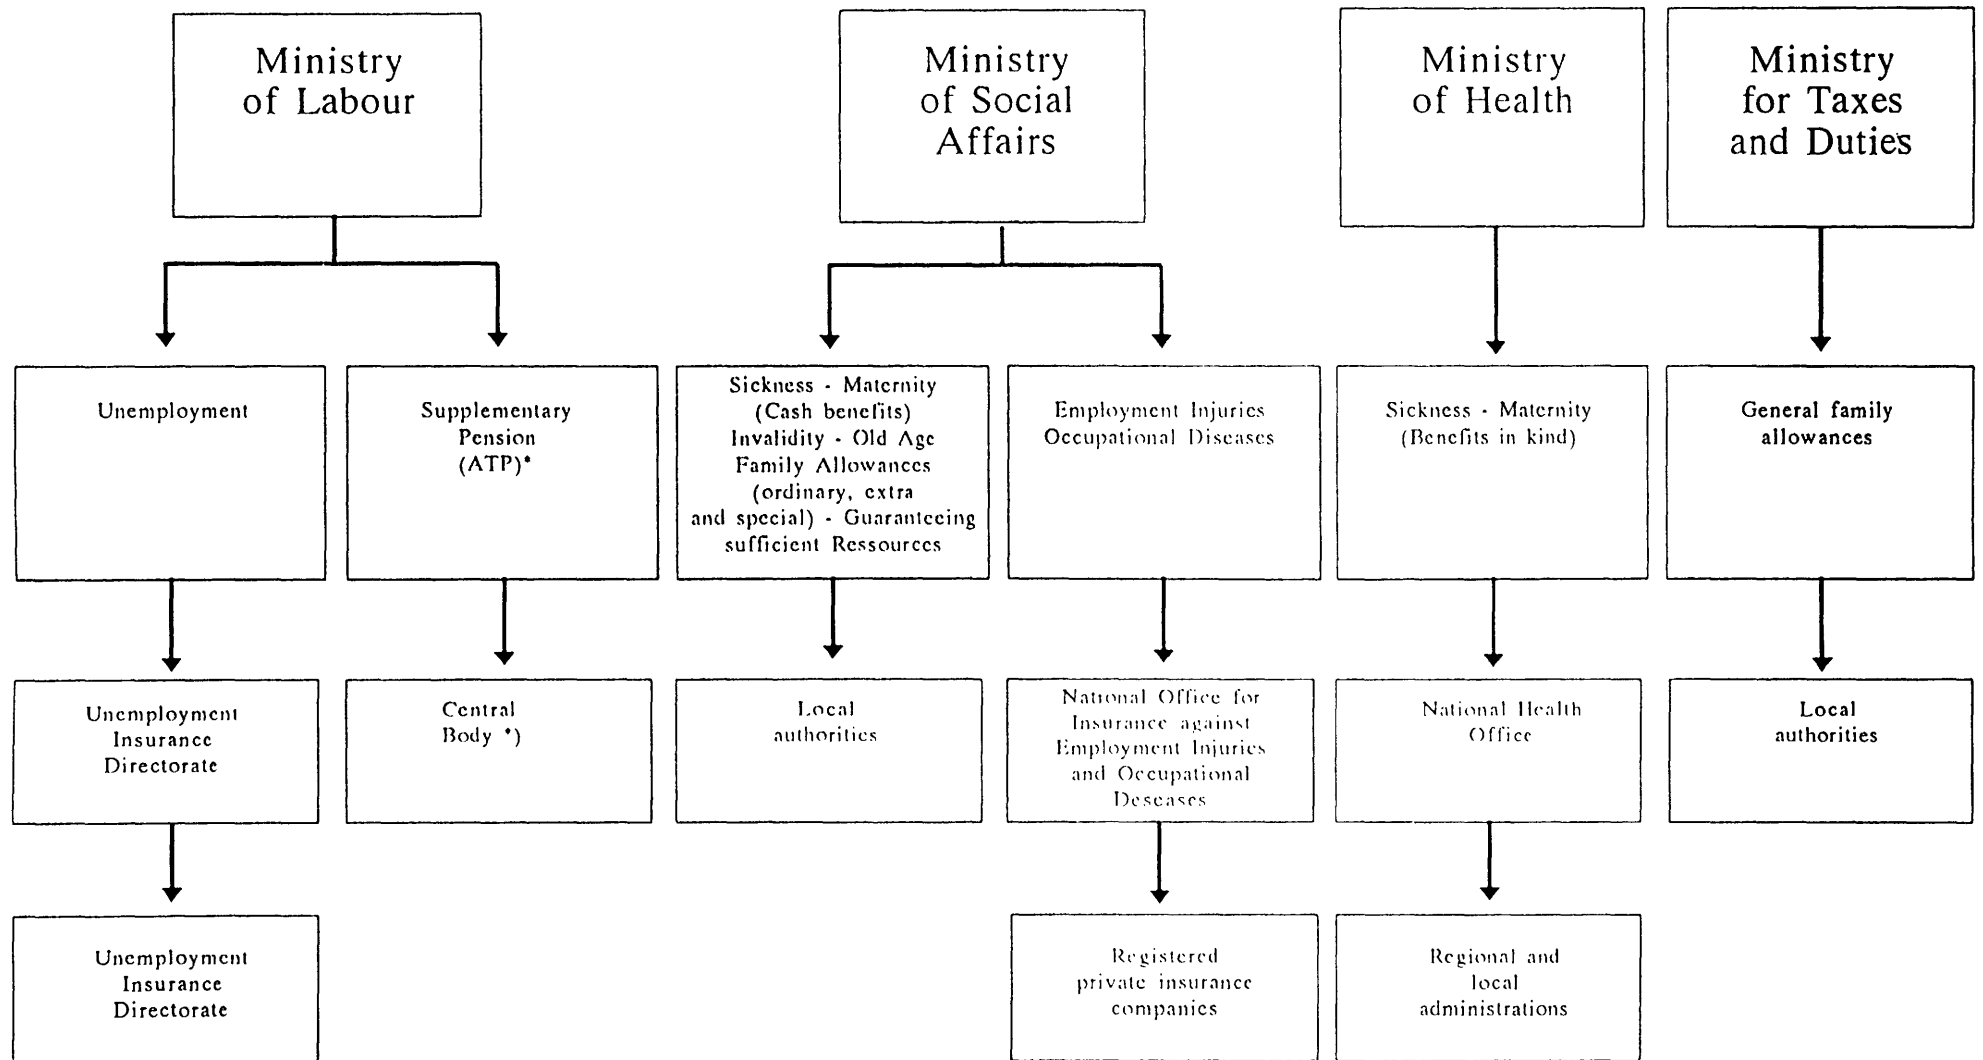 Ministry
of Labour
Ministry
of Social
Affairs
Ministry
of Health
Ministry
for Taxes
and Duties
Unemployment
Supplementary
Pension
(ATP)*
Sickness - Maternity
(Cash benefits)
Invalidity - Old Age
Family Allowances
(ordinary, extra
and special) - Guaranteeing
sufficient Ressources
Employment Injuries
Occupational Diseases
Sickness - Maternity
(Benefits in kind)
General family
allowances
Unemployment
Insurance
Directorate
Central
Body *)
Local
authorities
National Office for
Insurance against
Employment Injuries
and Occupational
Deseases
National Health
Office
Local
authorities
Unemployment
Insurance
Directorate
Registered
private insurance
companies
Regional and
local
administrations